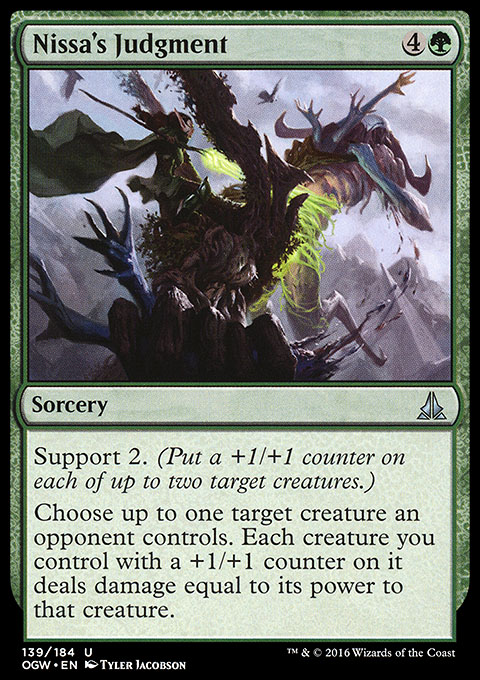 Nissa's Judgment 4
Sorcery
Support 2. (Put a +1/+1 counter on
each of up to two target creatures.)
Choose up to one target creature an
opponent controls. Each creature you
control with a +1/+1 counter on it
deals damage equal to its power to
that creature.
139/184 U
OGW • EN Tyler Jacobson
™ & © 2016 Wizards of the Coast